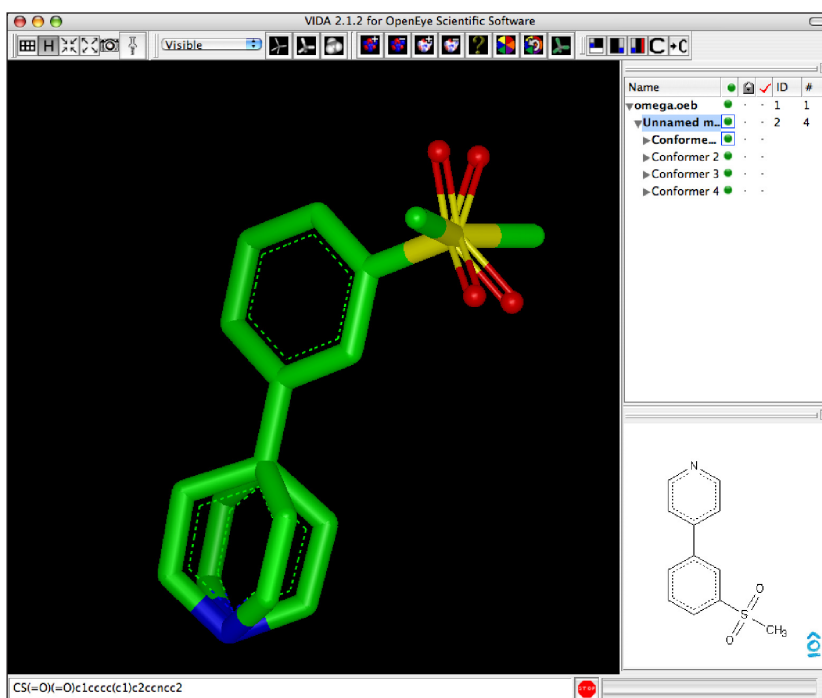 VIDA 2.1.2 for OpenEye Scientific Software
H Visible C C
Name ID #
omega.oeb 1 1
Unnamed m... 2 4
Conforme...
Conformer 2
Conformer 3
Conformer 4
N
O
S
O CH₃
CS(=O)(=O)c1cccc(c1)c2ccncc2 STOP